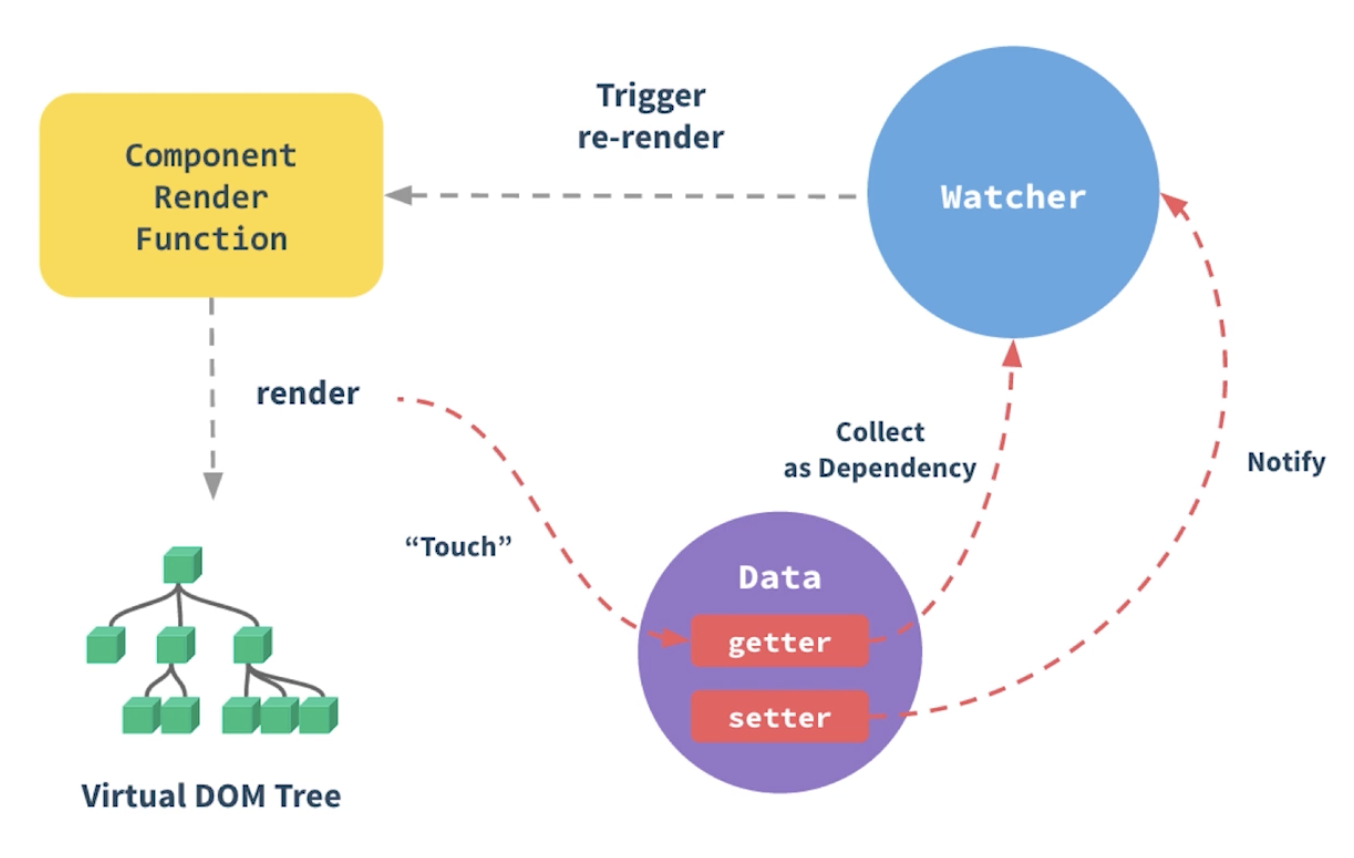 Trigger
re-render
Component
Render
Function
Watcher
render
Collect
as Dependency
Notify
“Touch”
Data
getter
setter
Virtual DOM Tree